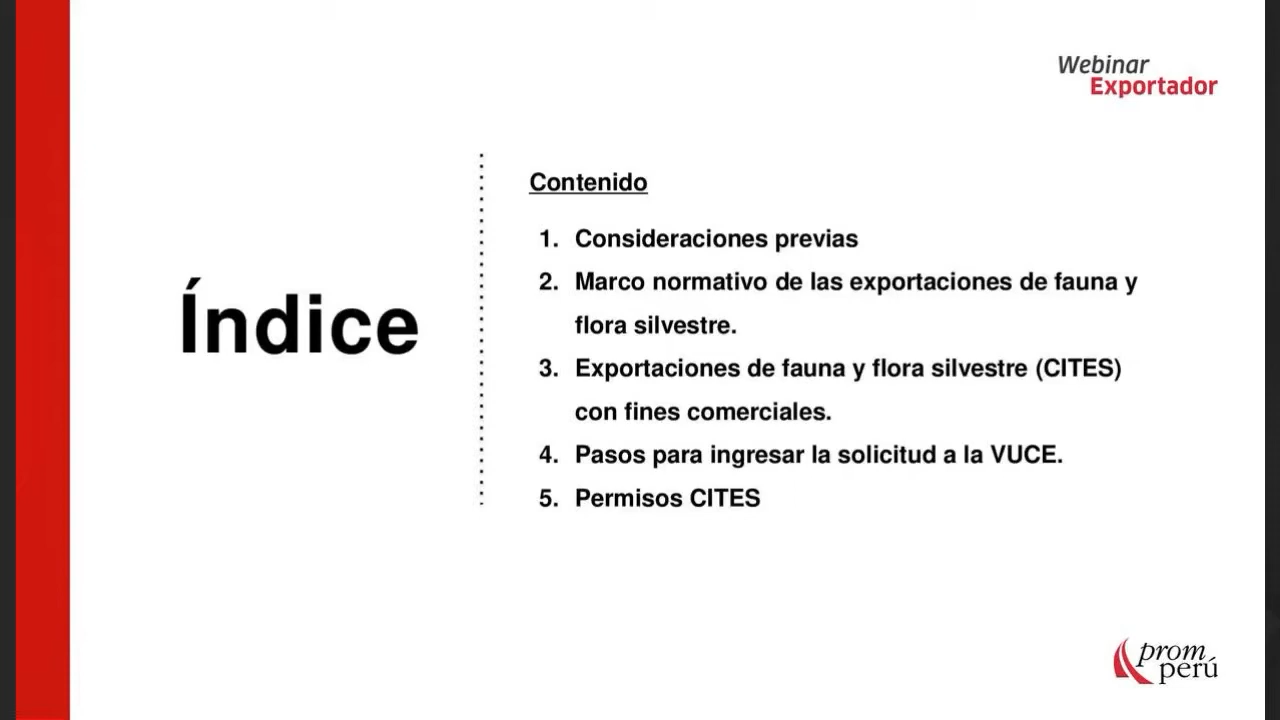 Webinar
Exportador
Índice
Contenido
1. Consideraciones previas
2. Marco normativo de las exportaciones de fauna y
flora silvestre.
3. Exportaciones de fauna y flora silvestre (CITES)
con fines comerciales.
4. Pasos para ingresar la solicitud a la VUCE.
5. Permisos CITES
prom
perú